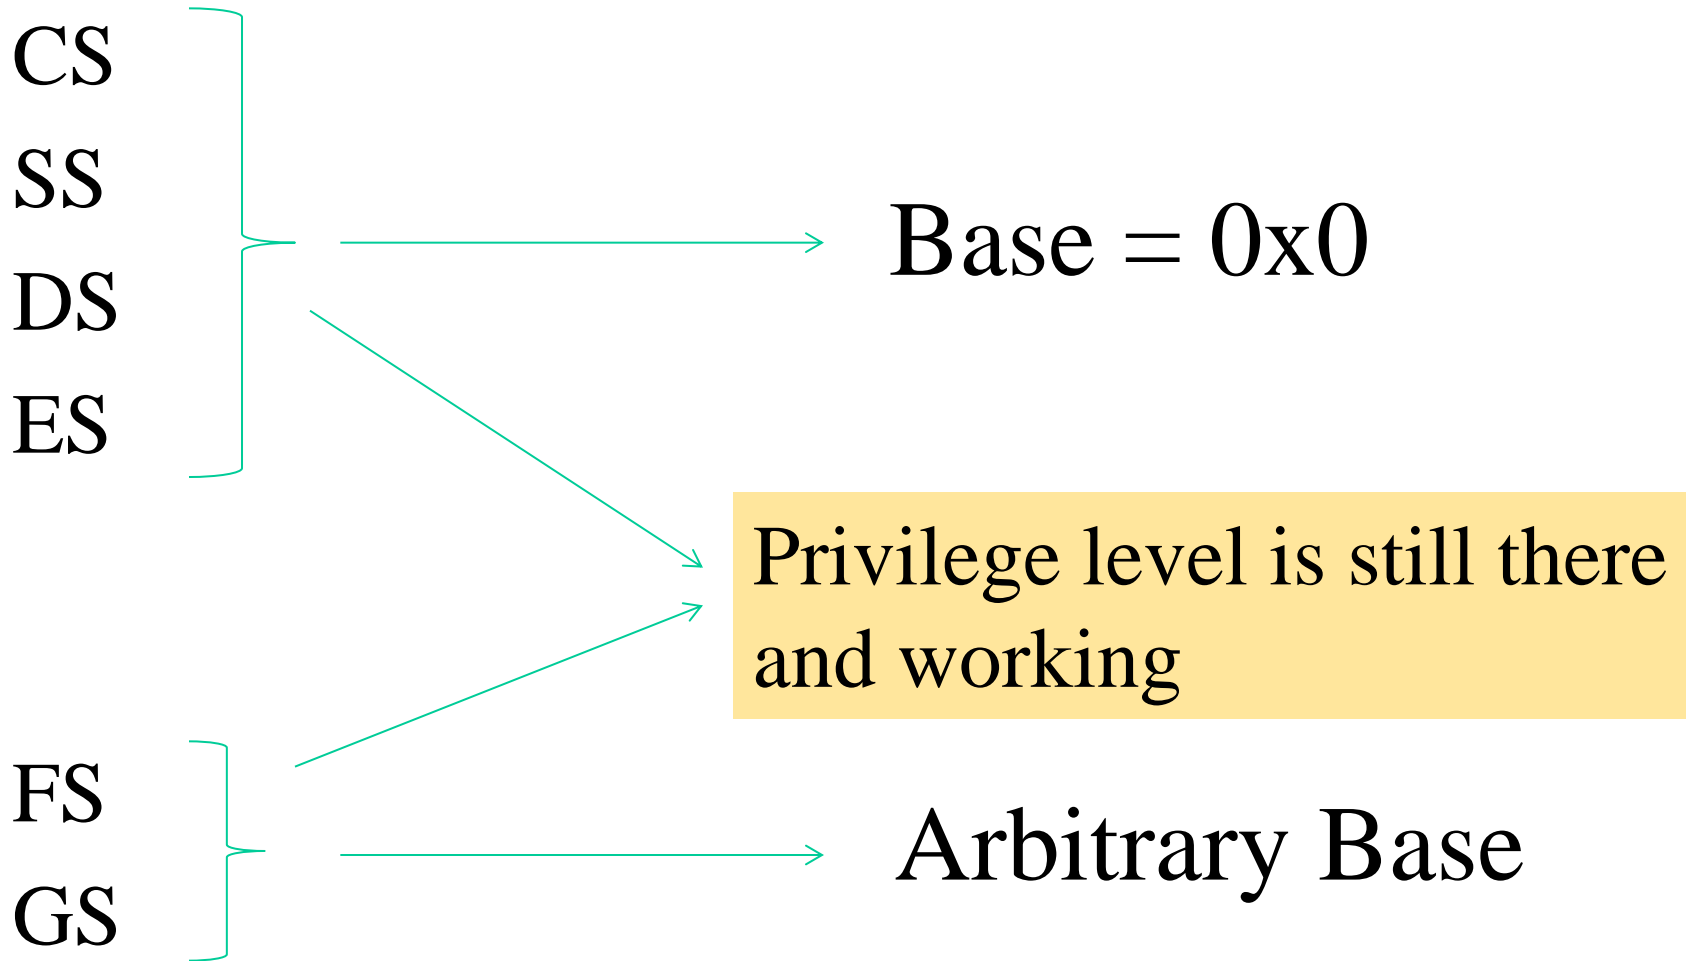 CS
SS
DS
ES
Base = 0x0
Privilege level is still there
and working
FS
GS
Arbitrary Base